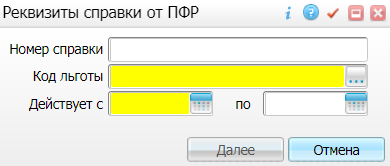 Реквизиты справки от ПФР
Номер справки
Код льготы
...
Действует с по
Далее Отмена